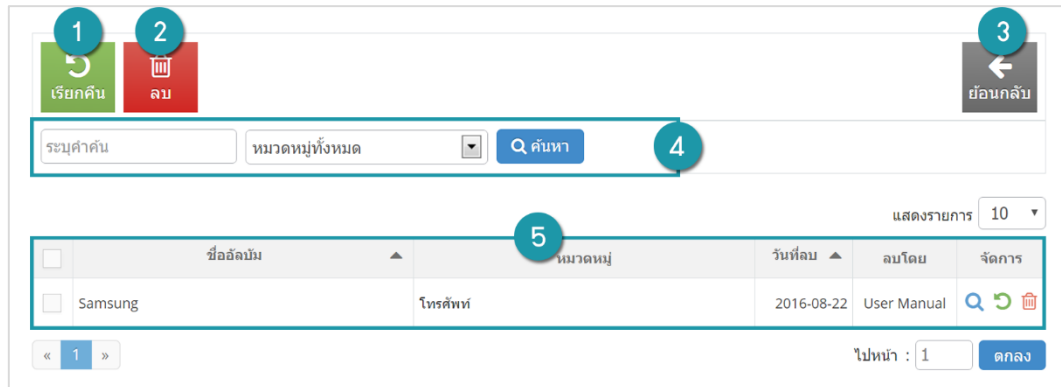 1 2 3
เรียกคืน ลบ ย้อนกลับ
ระบุคำค้น หมวดหมู่ทั้งหมด ค้นหา 4
แสดงรายการ 10
5
ชื่ออัลบัม หมวดหมู่ วันที่ลบ ลบโดย จัดการ
Samsung โทรศัพท์ 2016-08-22 User Manual
« 1 » ไปหน้า : 1 ตกลง